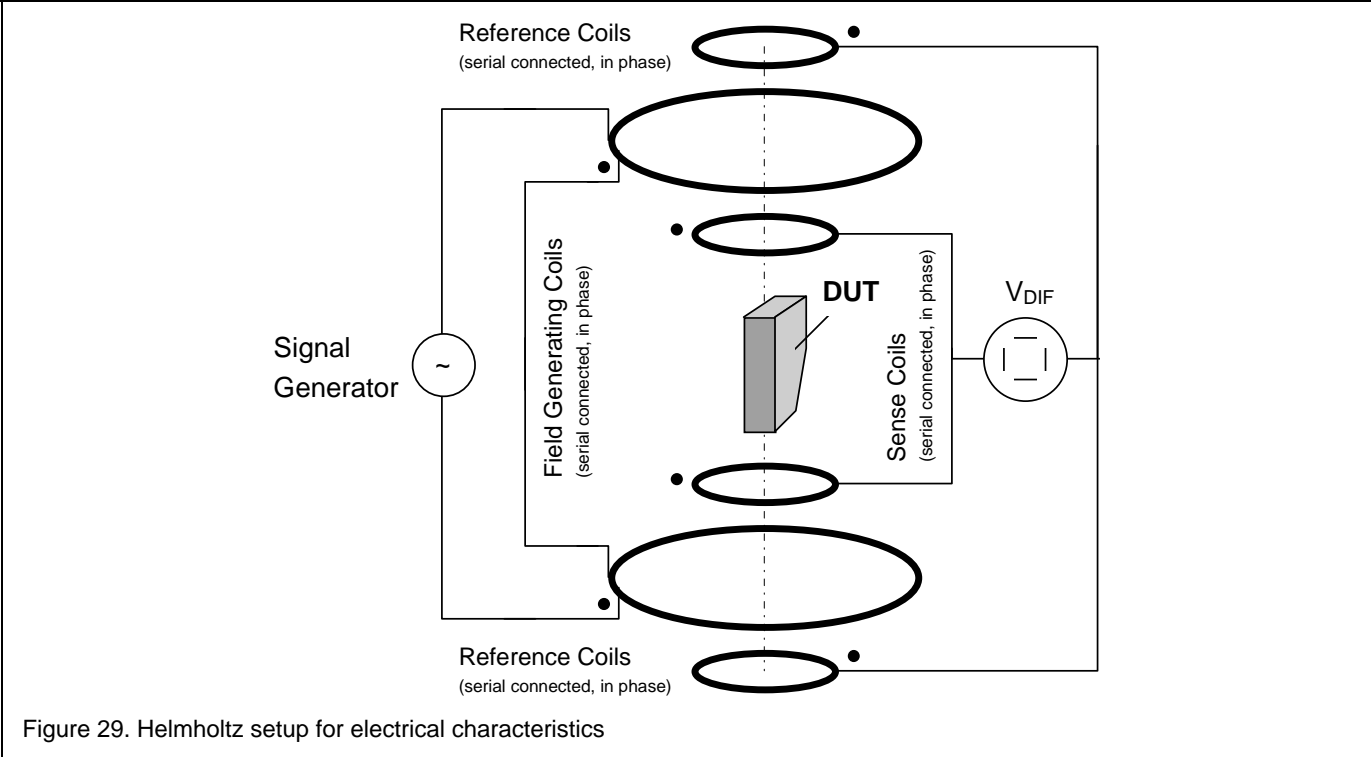 Reference Coils
(serial connected, in phase)
Field Generating Coils
(serial connected, in phase)
DUT
Sense Coils
(serial connected, in phase)
V_DIF
Signal
Generator
~
Reference Coils
(serial connected, in phase)
Figure 29. Helmholtz setup for electrical characteristics